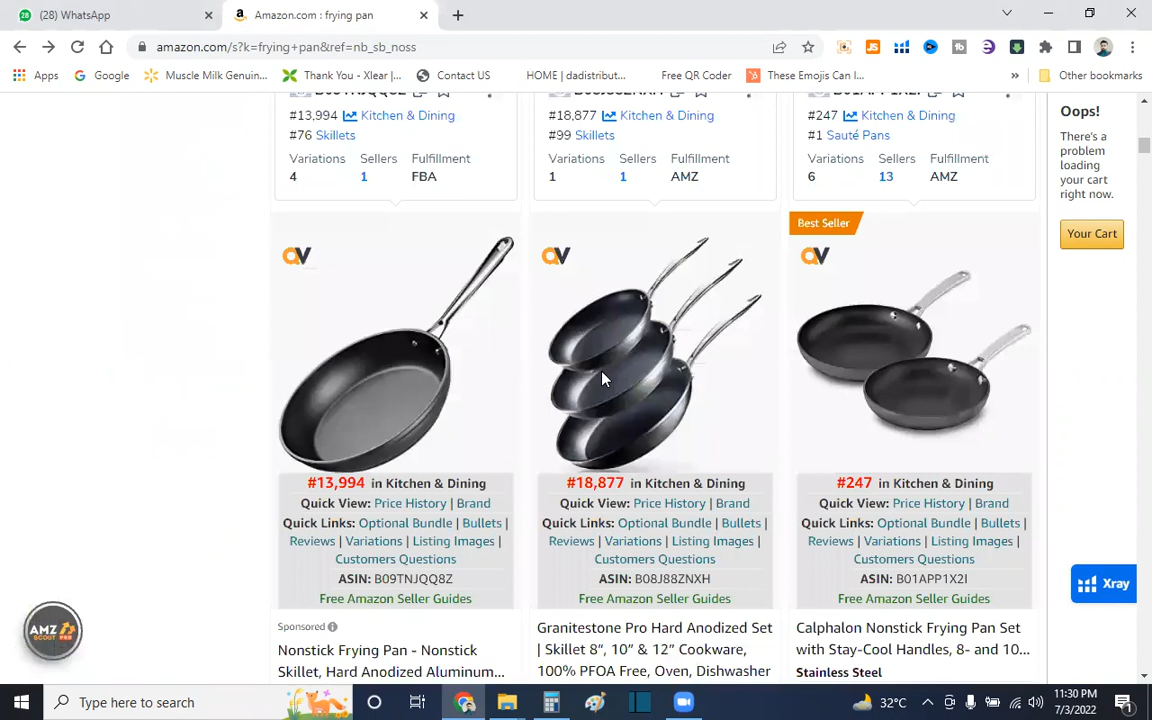 (28) WhatsApp
Amazon.com : frying pan
amazon.com/s?k=frying+pan&ref=nb_sb_noss
Apps
Google
Muscle Milk Genuin...
Thank You - Xlear |...
Contact US
HOME | dadistribut...
Free QR Coder
These Emojis Can I...
»
Other bookmarks
#13,994 Kitchen & Dining
#76 Skillets
Variations Sellers Fulfillment
4 1 FBA
#18,877 Kitchen & Dining
#99 Skillets
Variations Sellers Fulfillment
1 1 AMZ
#247 Kitchen & Dining
#1 Sauté Pans
Variations Sellers Fulfillment
6 13 AMZ
Oops!
There's a
problem
loading
your cart
right now.
Your Cart
#13,994 in Kitchen & Dining
Quick View: Price History | Brand
Quick Links: Optional Bundle | Bullets |
Reviews | Variations | Listing Images |
Customers Questions
ASIN: B09TNJQQ8Z
Free Amazon Seller Guides
Sponsored
Nonstick Frying Pan - Nonstick
Skillet, Hard Anodized Aluminum...
#18,877 in Kitchen & Dining
Quick View: Price History | Brand
Quick Links: Optional Bundle | Bullets |
Reviews | Variations | Listing Images |
Customers Questions
ASIN: B08J88ZNXH
Free Amazon Seller Guides
Granitestone Pro Hard Anodized Set
| Skillet 8”, 10” & 12” Cookware,
100% PFOA Free, Oven, Dishwasher
Best Seller
#247 in Kitchen & Dining
Quick View: Price History | Brand
Quick Links: Optional Bundle | Bullets |
Reviews | Variations | Listing Images |
Customers Questions
ASIN: B01APP1X2I
Free Amazon Seller Guides
Calphalon Nonstick Frying Pan Set
with Stay-Cool Handles, 8- and 10...
Stainless Steel
Xray
AMZ
SCOUT PRO
Type here to search
32°C
11:30 PM
7/3/2022